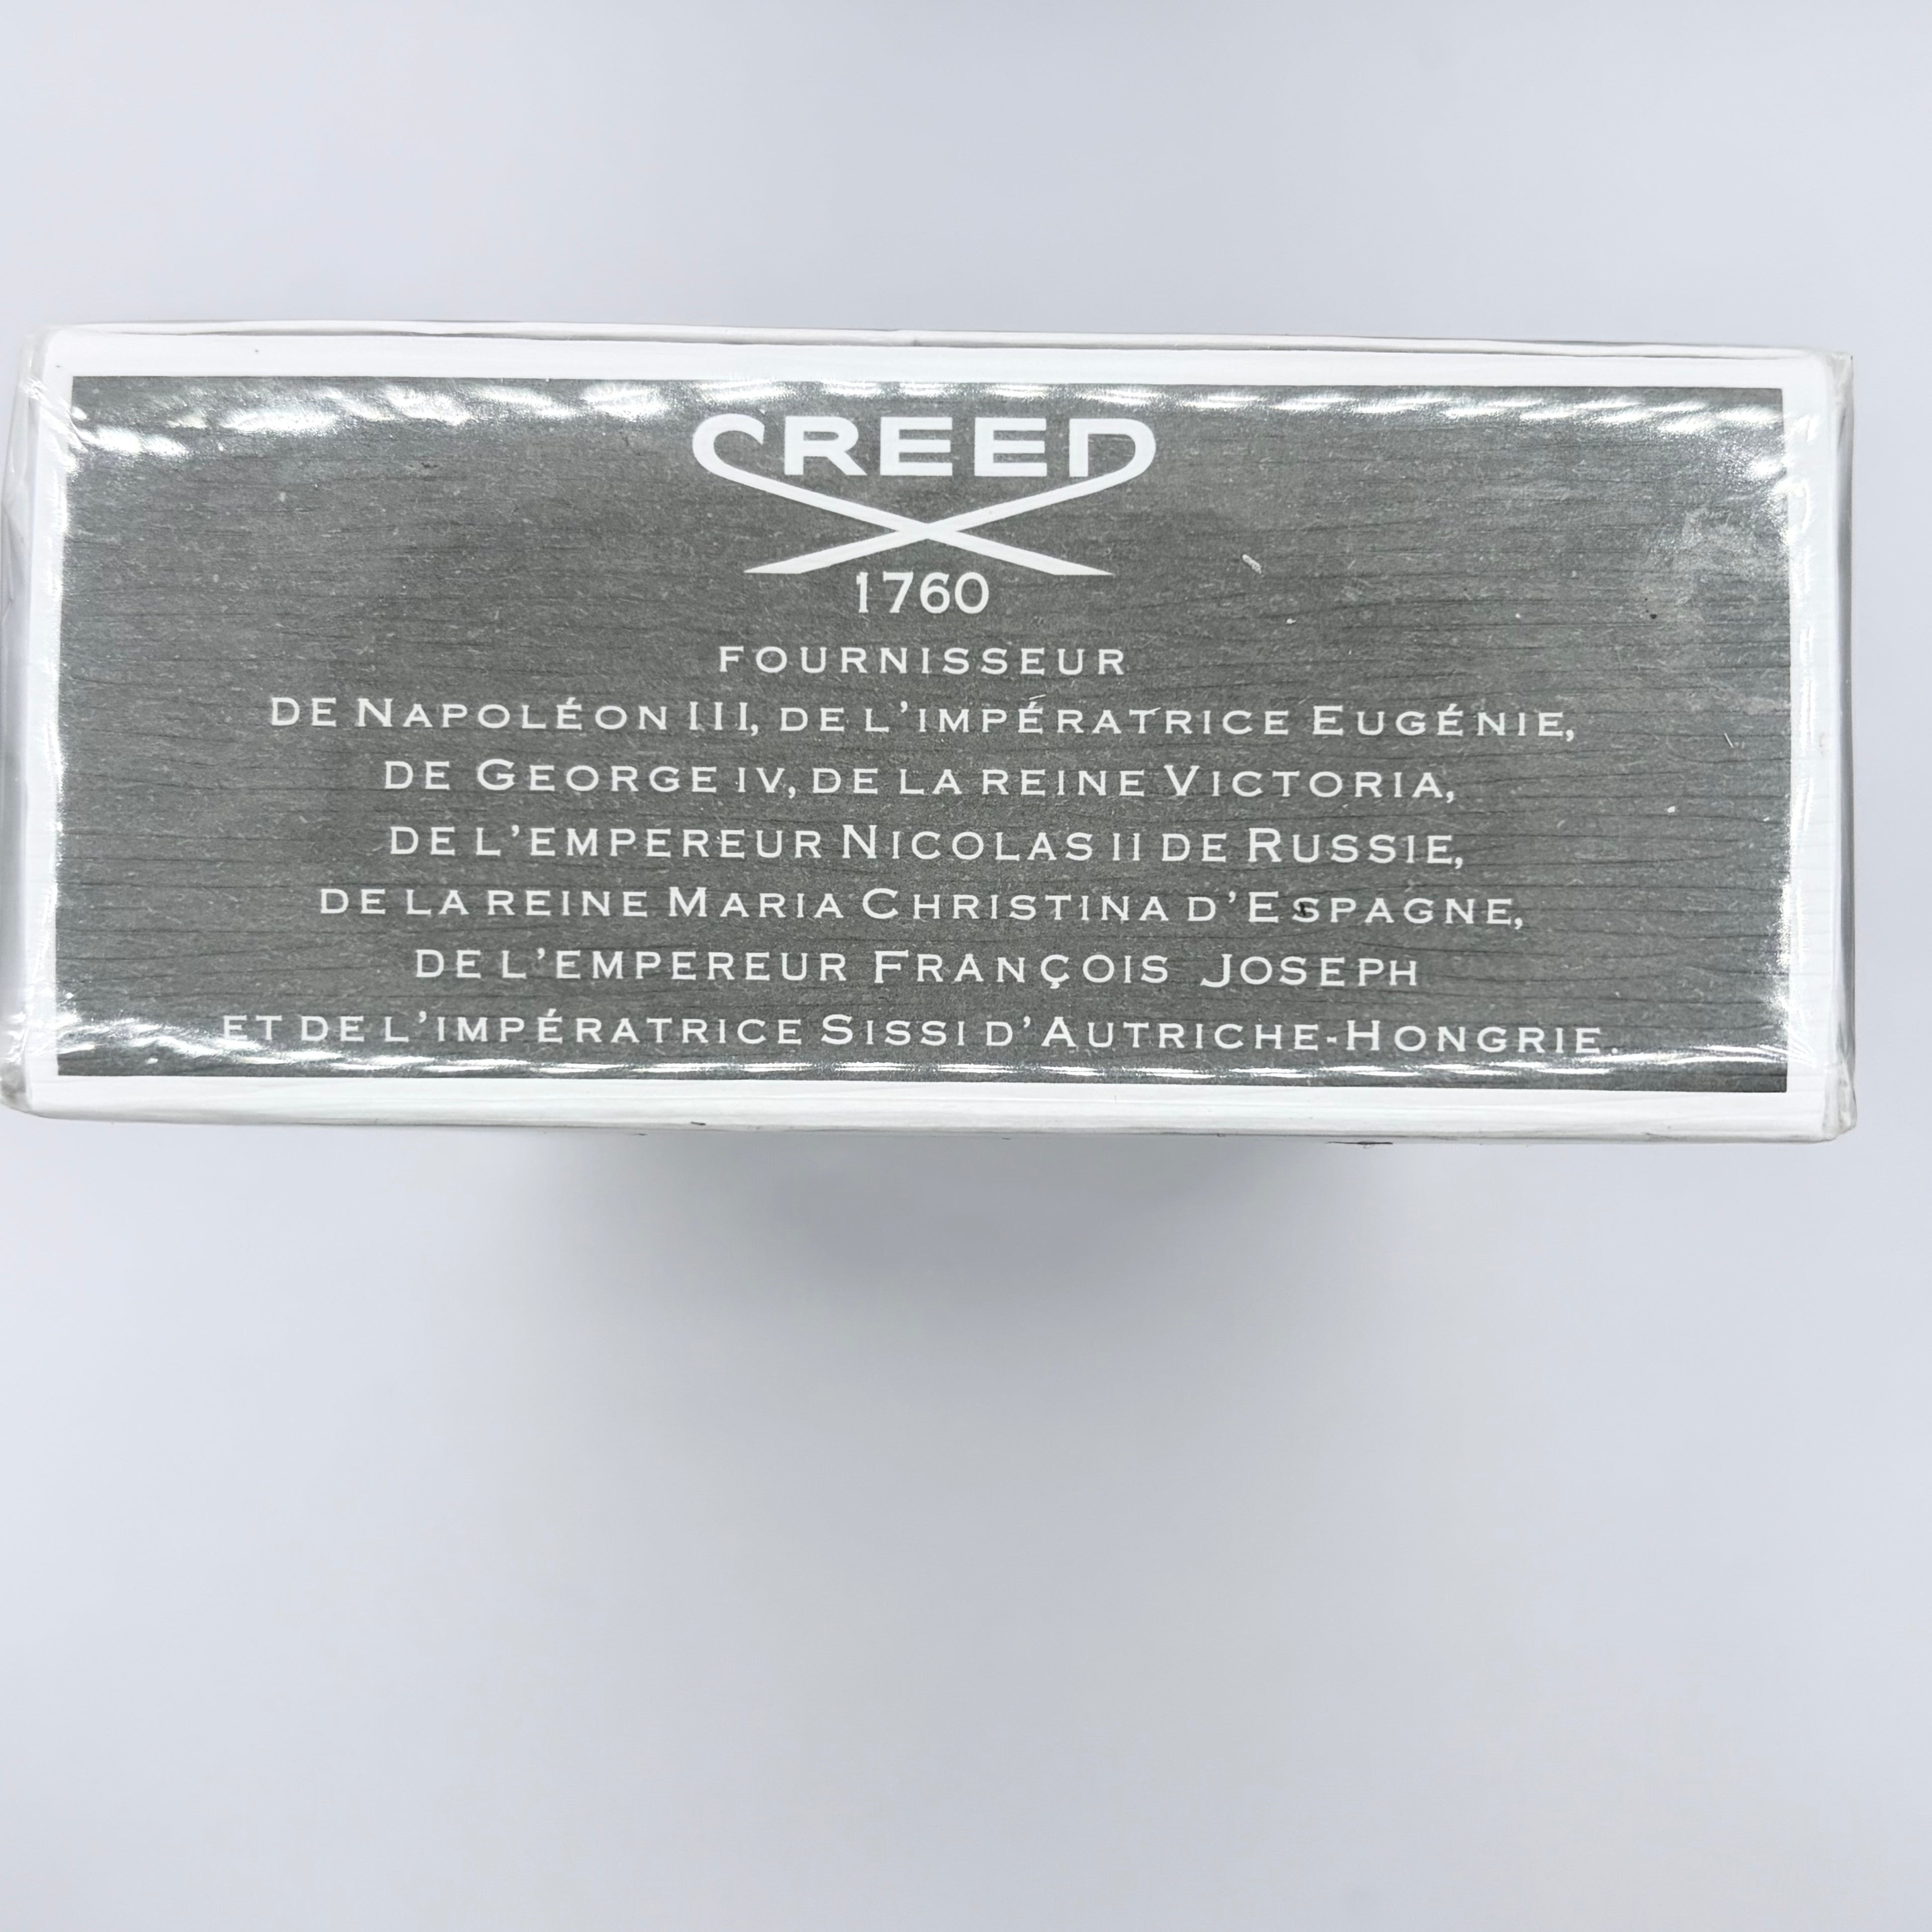 CREED
1760
FOURNISSEUR
DE NAPOLÉON III, DE L'IMPÉRATRICE EUGÉNIE,
DE GEORGE IV, DE LA REINE VICTORIA,
DE L'EMPEREUR NICOLAS II DE RUSSIE,
DE LA REINE MARIA CHRISTINA D'ESPAGNE,
DE L'EMPEREUR FRANÇOIS JOSEPH
ET DE L'IMPÉRATRICE SISSI D'AUTRICHE-HONGRIE.